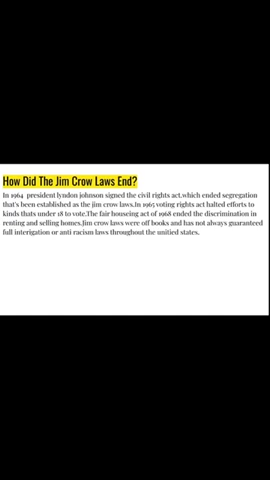 How Did The Jim Crow Laws End?
In 1964 president lyndon johnson signed the civil rights act,which ended segregation
that's been established as the jim crow laws.In 1965 voting rights act halted efforts to
kinds thats under 18 to vote.The fair houseing act of 1968 ended the discrimination in
renting and selling homes.Jim crow laws were off books and has not always guaranteed
full interigation or anti racism laws throughout the unitied states.